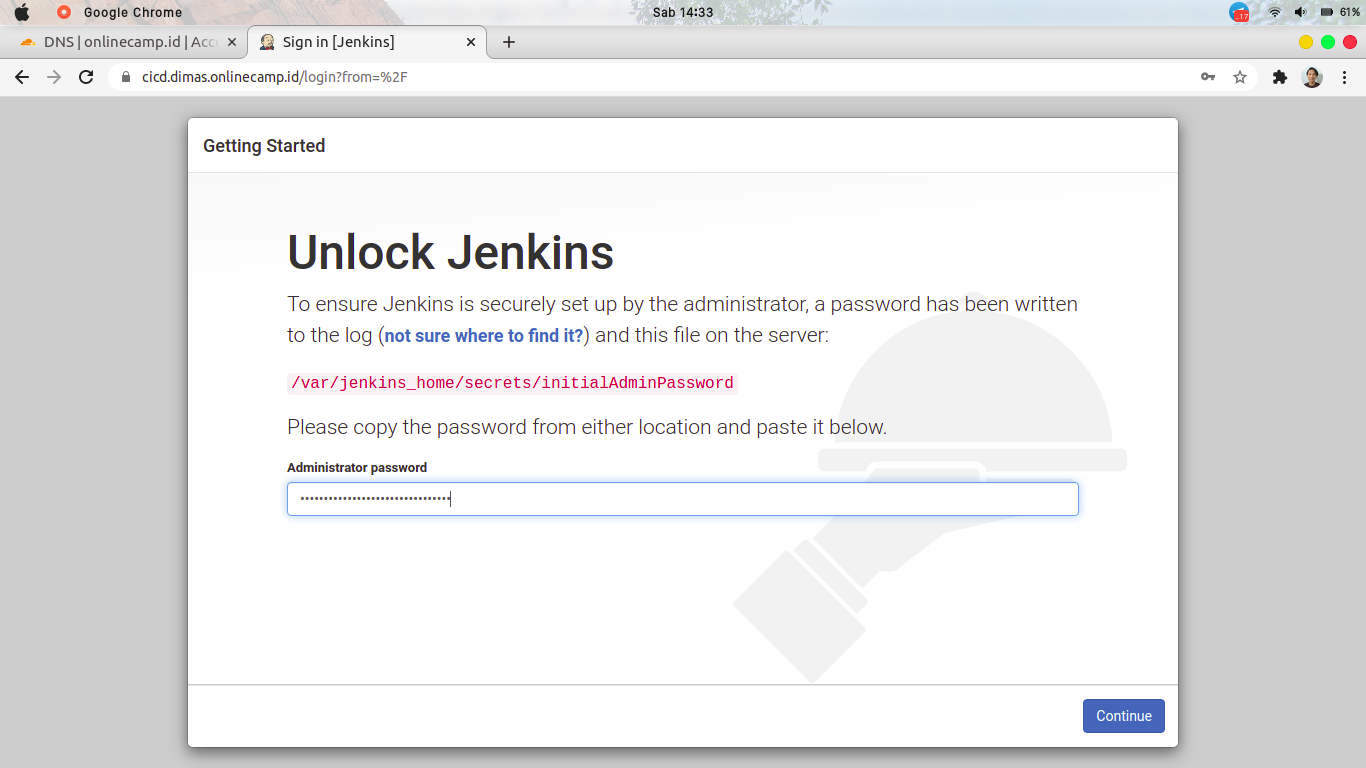 Google Chrome
Sab 14:33
17
61%
DNS | onlinecamp.id | Acc
Sign in [Jenkins]
cicd.dimas.onlinecamp.id/login?from=%2F
Getting Started
Unlock Jenkins
To ensure Jenkins is securely set up by the administrator, a password has been written
to the log (not sure where to find it?) and this file on the server:
/var/jenkins_home/secrets/initialAdminPassword
Please copy the password from either location and paste it below.
Administrator password
Continue